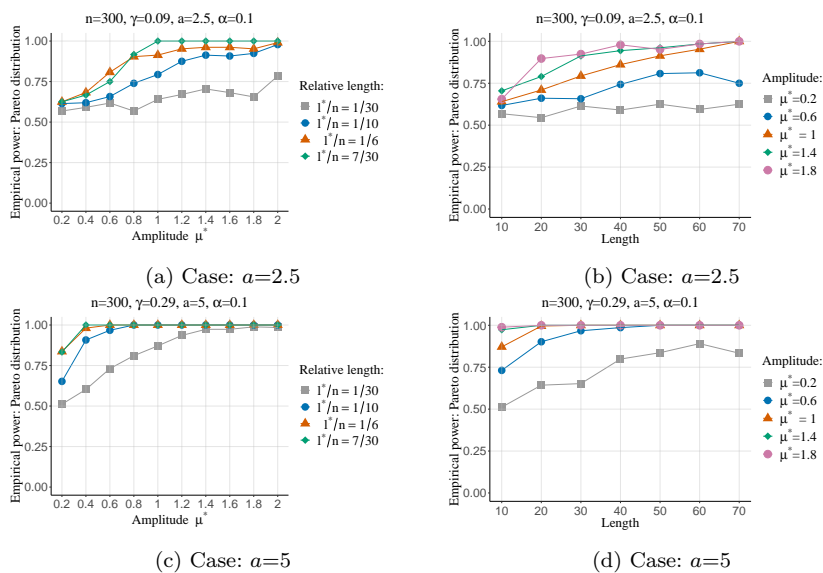 n=300, γ=0.09, a=2.5, α=0.1
Empirical power: Pareto distribution
1.00
0.75
0.50
0.25
0.00
0.2 0.4 0.6 0.8 1 1.2 1.4 1.6 1.8 2
Amplitude μ*
Relative length:
l*/n = 1/30
l*/n = 1/10
l*/n = 1/6
l*/n = 7/30
(a) Case: a=2.5
n=300, γ=0.09, a=2.5, α=0.1
Empirical power: Pareto distribution
1.00
0.75
0.50
0.25
0.00
10 20 30 40 50 60 70
Length
Amplitude:
μ*=0.2
μ*=0.6
μ* = 1
μ*=1.4
μ*=1.8
(b) Case: a=2.5
n=300, γ=0.29, a=5, α=0.1
Empirical power: Pareto distribution
1.00
0.75
0.50
0.25
0.00
0.2 0.4 0.6 0.8 1 1.2 1.4 1.6 1.8 2
Amplitude μ*
Relative length:
l*/n = 1/30
l*/n = 1/10
l*/n = 1/6
l*/n = 7/30
(c) Case: a=5
n=300, γ=0.29, a=5, α=0.1
Empirical power: Pareto distribution
1.00
0.75
0.50
0.25
0.00
10 20 30 40 50 60 70
Length
Amplitude:
μ*=0.2
μ*=0.6
μ* = 1
μ*=1.4
μ*=1.8
(d) Case: a=5